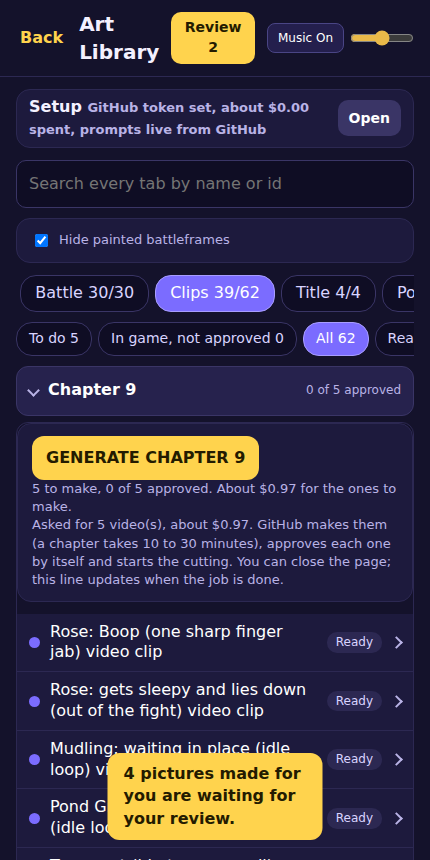 Back
Art
Library
Review
2
Music On
Setup GitHub token set, about $0.00
spent, prompts live from GitHub
Open
Search every tab by name or id
Hide painted battleframes
Battle 30/30
Clips 39/62
Title 4/4
Po
To do 5
In game, not approved 0
All 62
Rea
Chapter 9
0 of 5 approved
GENERATE CHAPTER 9
5 to make, 0 of 5 approved. About $0.97 for the ones to
make.
Asked for 5 video(s), about $0.97. GitHub makes them
(a chapter takes 10 to 30 minutes), approves each one
by itself and starts the cutting. You can close the page;
this line updates when the job is done.
Rose: Boop (one sharp finger
jab) video clip
Ready
Rose: gets sleepy and lies down
(out of the fight) video clip
Ready
Mudling: waiting in place (idle
loop) vi
Ready
Pond G
(idle loo
Ready
4 pictures made for
you are waiting for
your review.